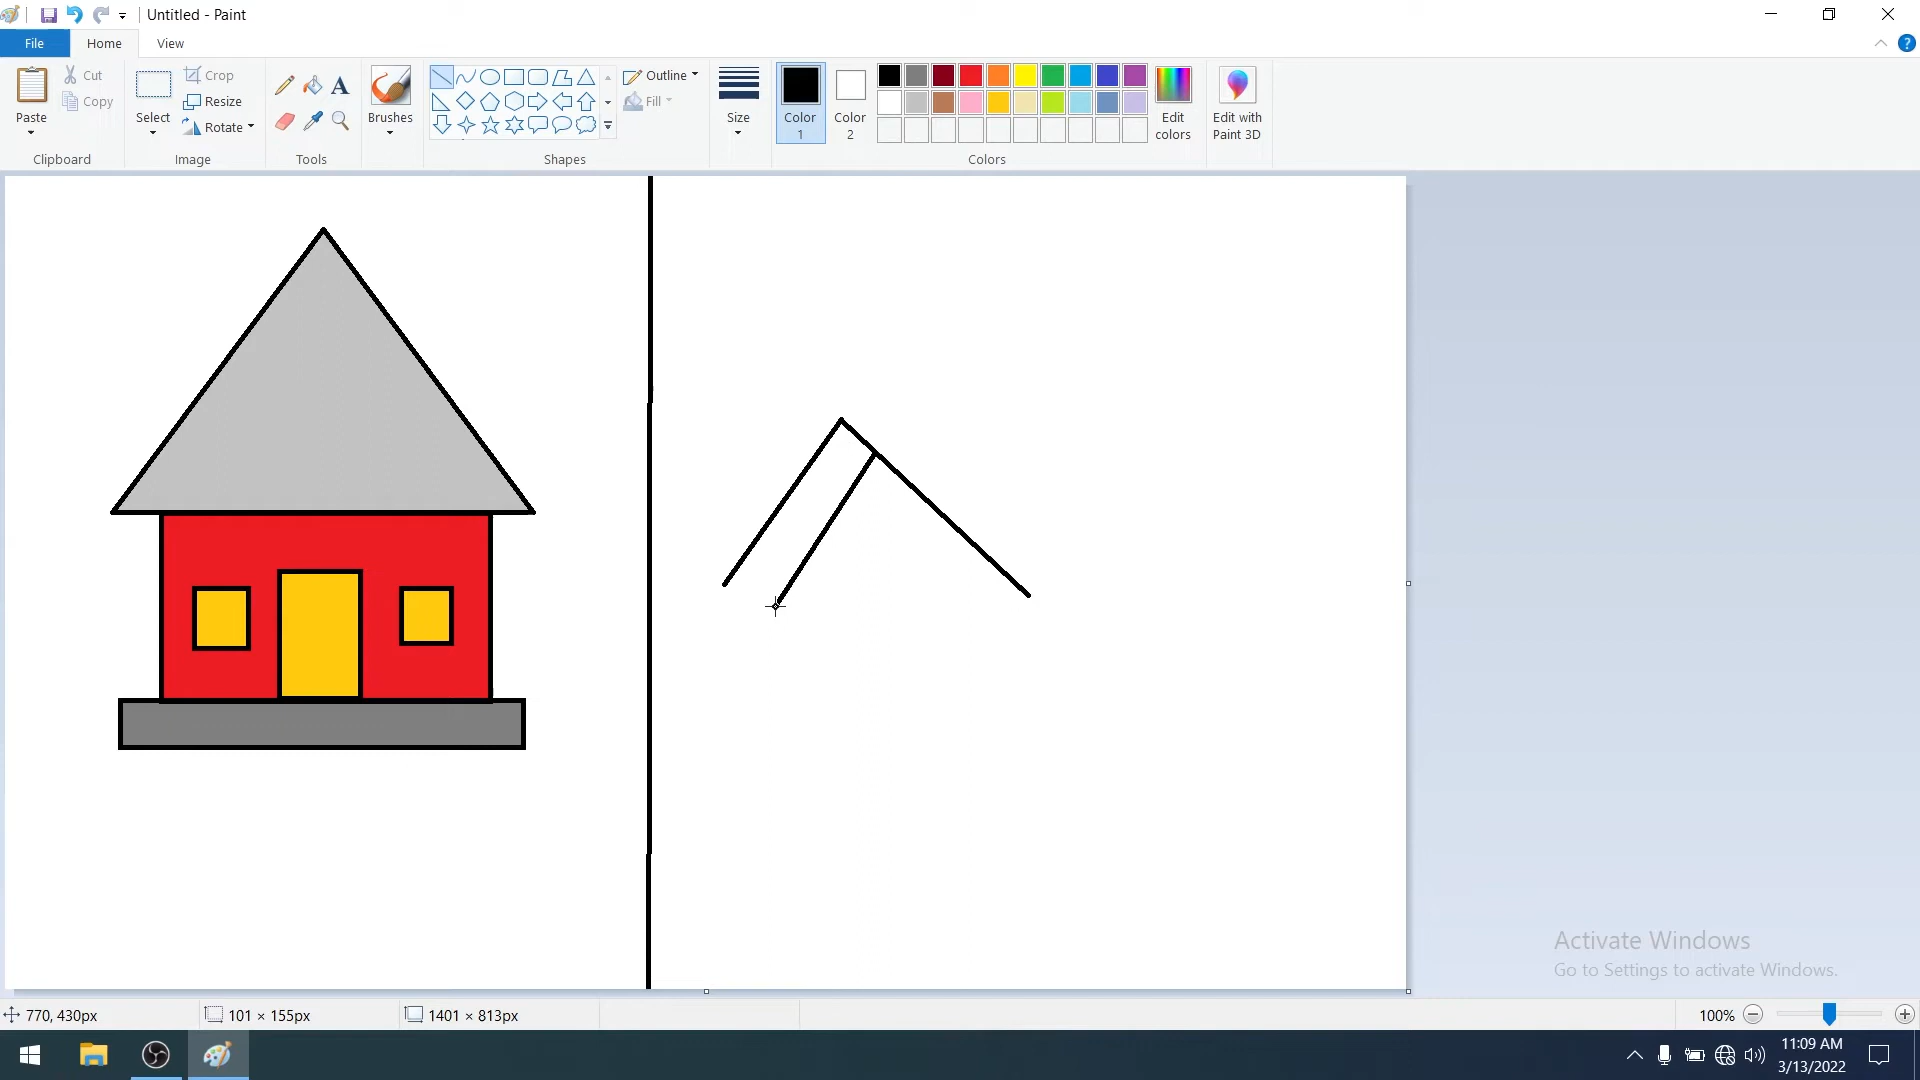 Untitled - Paint
File Home View
Paste
Cut
Copy
Clipboard
Select
Crop
Resize
Rotate
Image
A
Tools
Brushes
Shapes
Outline
Fill
Size
Color 1
Color 2
Colors
Edit colors
Edit with Paint 3D
?
Activate Windows
Go to Settings to activate Windows.
770, 430px 101 × 155px 1401 × 813px 100%
11:09 AM
3/13/2022